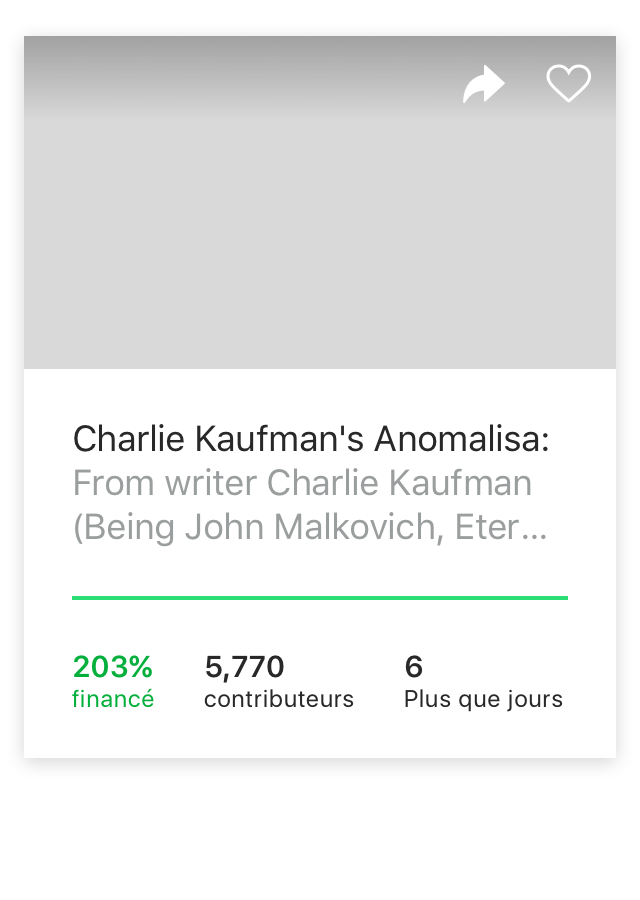 Charlie Kaufman's Anomalisa:
From writer Charlie Kaufman
(Being John Malkovich, Eter…
203%
financé
5,770
contributeurs
6
Plus que jours